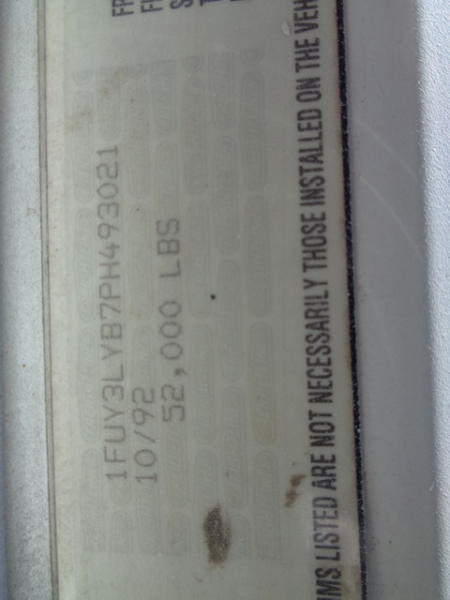 1FUY3LYB7PH493021
10/92
52,000 LBS
IMS LISTED ARE NOT NECESSARILY THOSE INSTALLED ON THE VEH